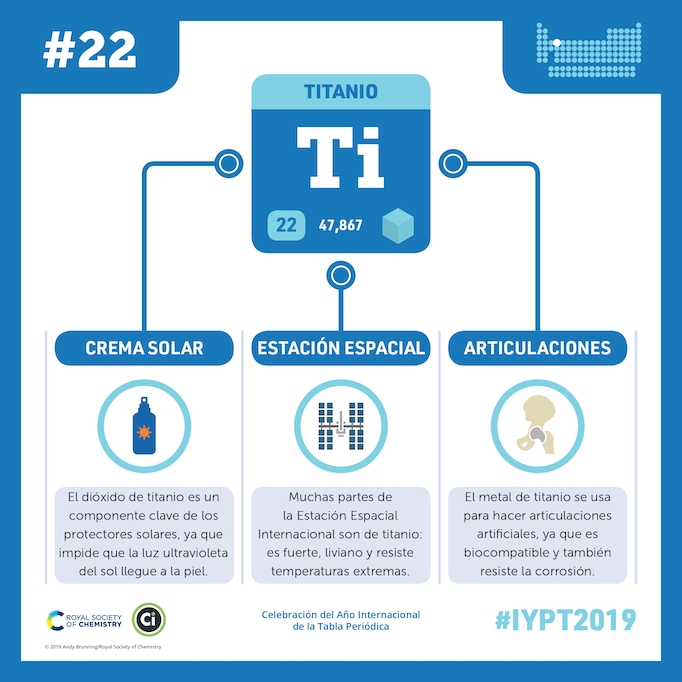 #22
TITANIO
Ti
22
47,867
CREMA SOLAR
El dióxido de titanio es un
componente clave de los
protectores solares, ya que
impide que la luz ultravioleta
del sol llegue a la piel.
ESTACIÓN ESPACIAL
Muchas partes de
la Estación Espacial
Internacional son de titanio:
es fuerte, liviano y resiste
temperaturas extremas.
ARTICULACIONES
El metal de titanio se usa
para hacer articulaciones
artificiales, ya que es
biocompatible y también
resiste la corrosión.
ROYAL SOCIETY
OF CHEMISTRY
Ci
Celebración del Año Internacional
de la Tabla Periódica
#IYPT2019
© 2019 Andy Brunning/Royal Society of Chemistry